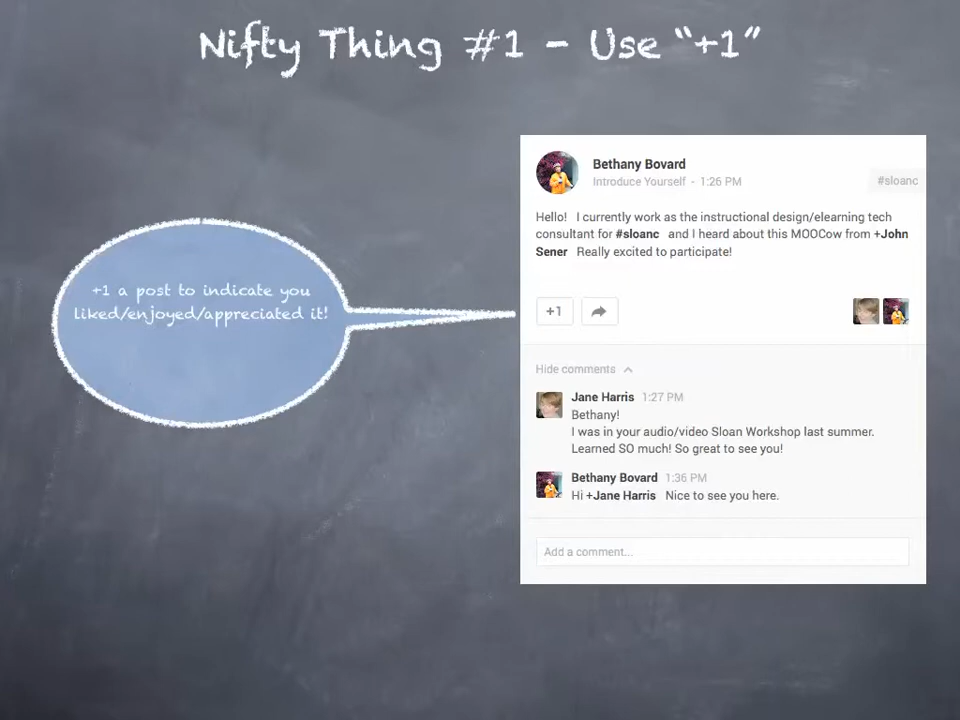 Nifty Thing #1 - Use "+1"
+1 a post to indicate you
liked/enjoyed/appreciated it!
Bethany Bovard
Introduce Yourself - 1:26 PM
#sloanc
Hello! I currently work as the instructional design/elearning tech
consultant for #sloanc and I heard about this MOOCow from +John
Sener Really excited to participate!
+1
Hide comments
Jane Harris 1:27 PM
Bethany!
I was in your audio/video Sloan Workshop last summer.
Learned SO much! So great to see you!
Bethany Bovard 1:36 PM
Hi +Jane Harris Nice to see you here.
Add a comment...